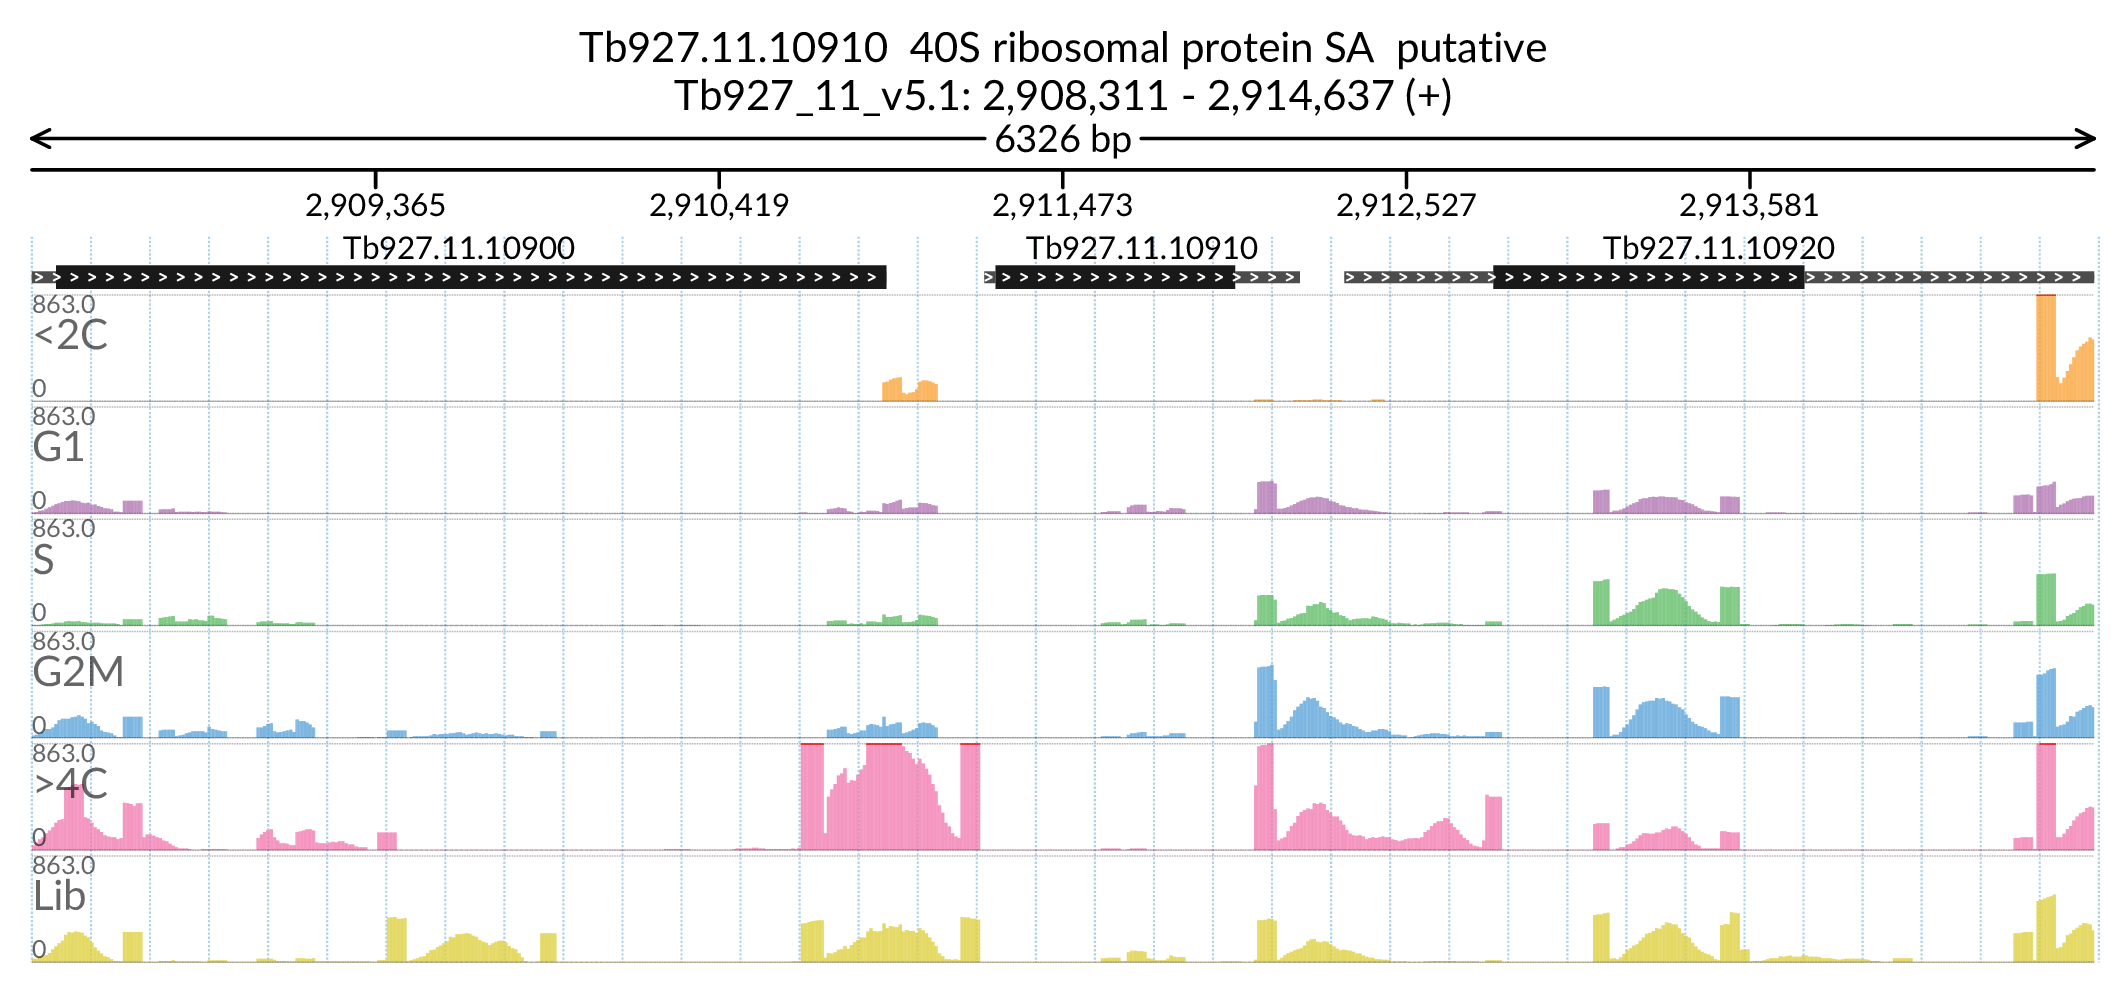 Tb927.11.10910  40S ribosomal protein SA  putative
Tb927_11_v5.1: 2,908,311 - 2,914,637 (+)
6326 bp
2,909,365 2,910,419 2,911,473 2,912,527 2,913,581
Tb927.11.10900 Tb927.11.10910 Tb927.11.10920
863.0
<2C
0
863.0
G1
0
863.0
S
0
863.0
G2M
0
863.0
>4C
0
863.0
Lib
0